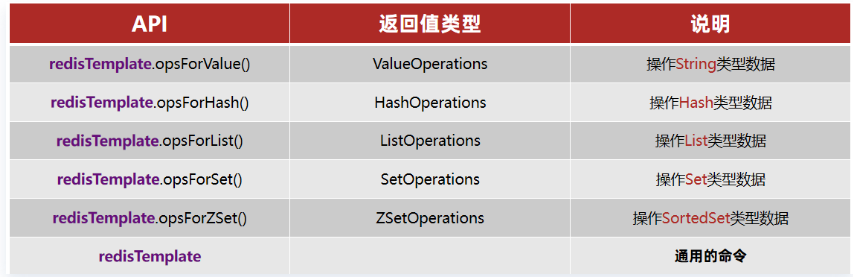 API 返回值类型 说明
redisTemplate.opsForValue() ValueOperations 操作String类型数据
redisTemplate.opsForHash() HashOperations 操作Hash类型数据
redisTemplate.opsForList() ListOperations 操作List类型数据
redisTemplate.opsForSet() SetOperations 操作Set类型数据
redisTemplate.opsForZSet() ZSetOperations 操作SortedSet类型数据
redisTemplate 通用的命令